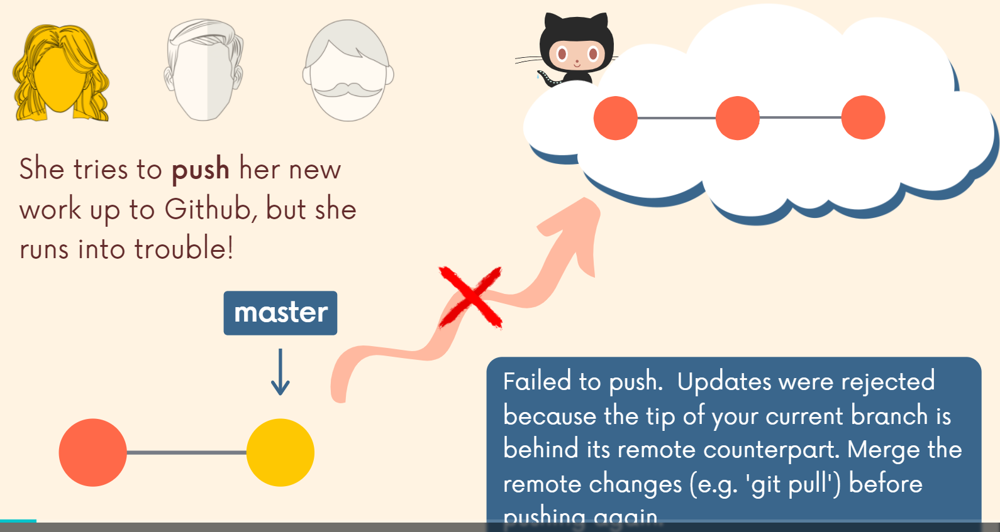 She tries to push her new
work up to Github, but she
runs into trouble!
master
Failed to push.  Updates were rejected
because the tip of your current branch is
behind its remote counterpart. Merge the
remote changes (e.g. 'git pull') before
pushing again.